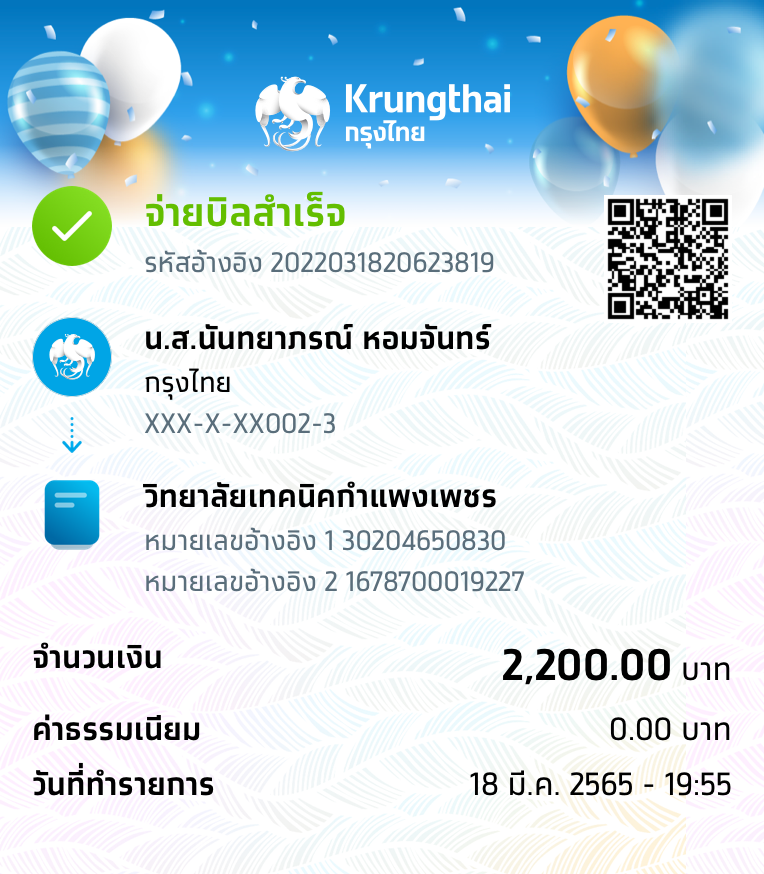 Krungthai
กรุงไทย
จ่ายบิลสำเร็จ
รหัสอ้างอิง 2022031820623819
น.ส.นันทยาภรณ์ หอมจันทร์
กรุงไทย
XXX-X-XX002-3
วิทยาลัยเทคนิคกำแพงเพชร
หมายเลขอ้างอิง 1 30204650830
หมายเลขอ้างอิง 2 1678700019227
จำนวนเงิน 2,200.00 บาท
ค่าธรรมเนียม 0.00 บาท
วันที่ทำรายการ 18 มี.ค. 2565 - 19:55